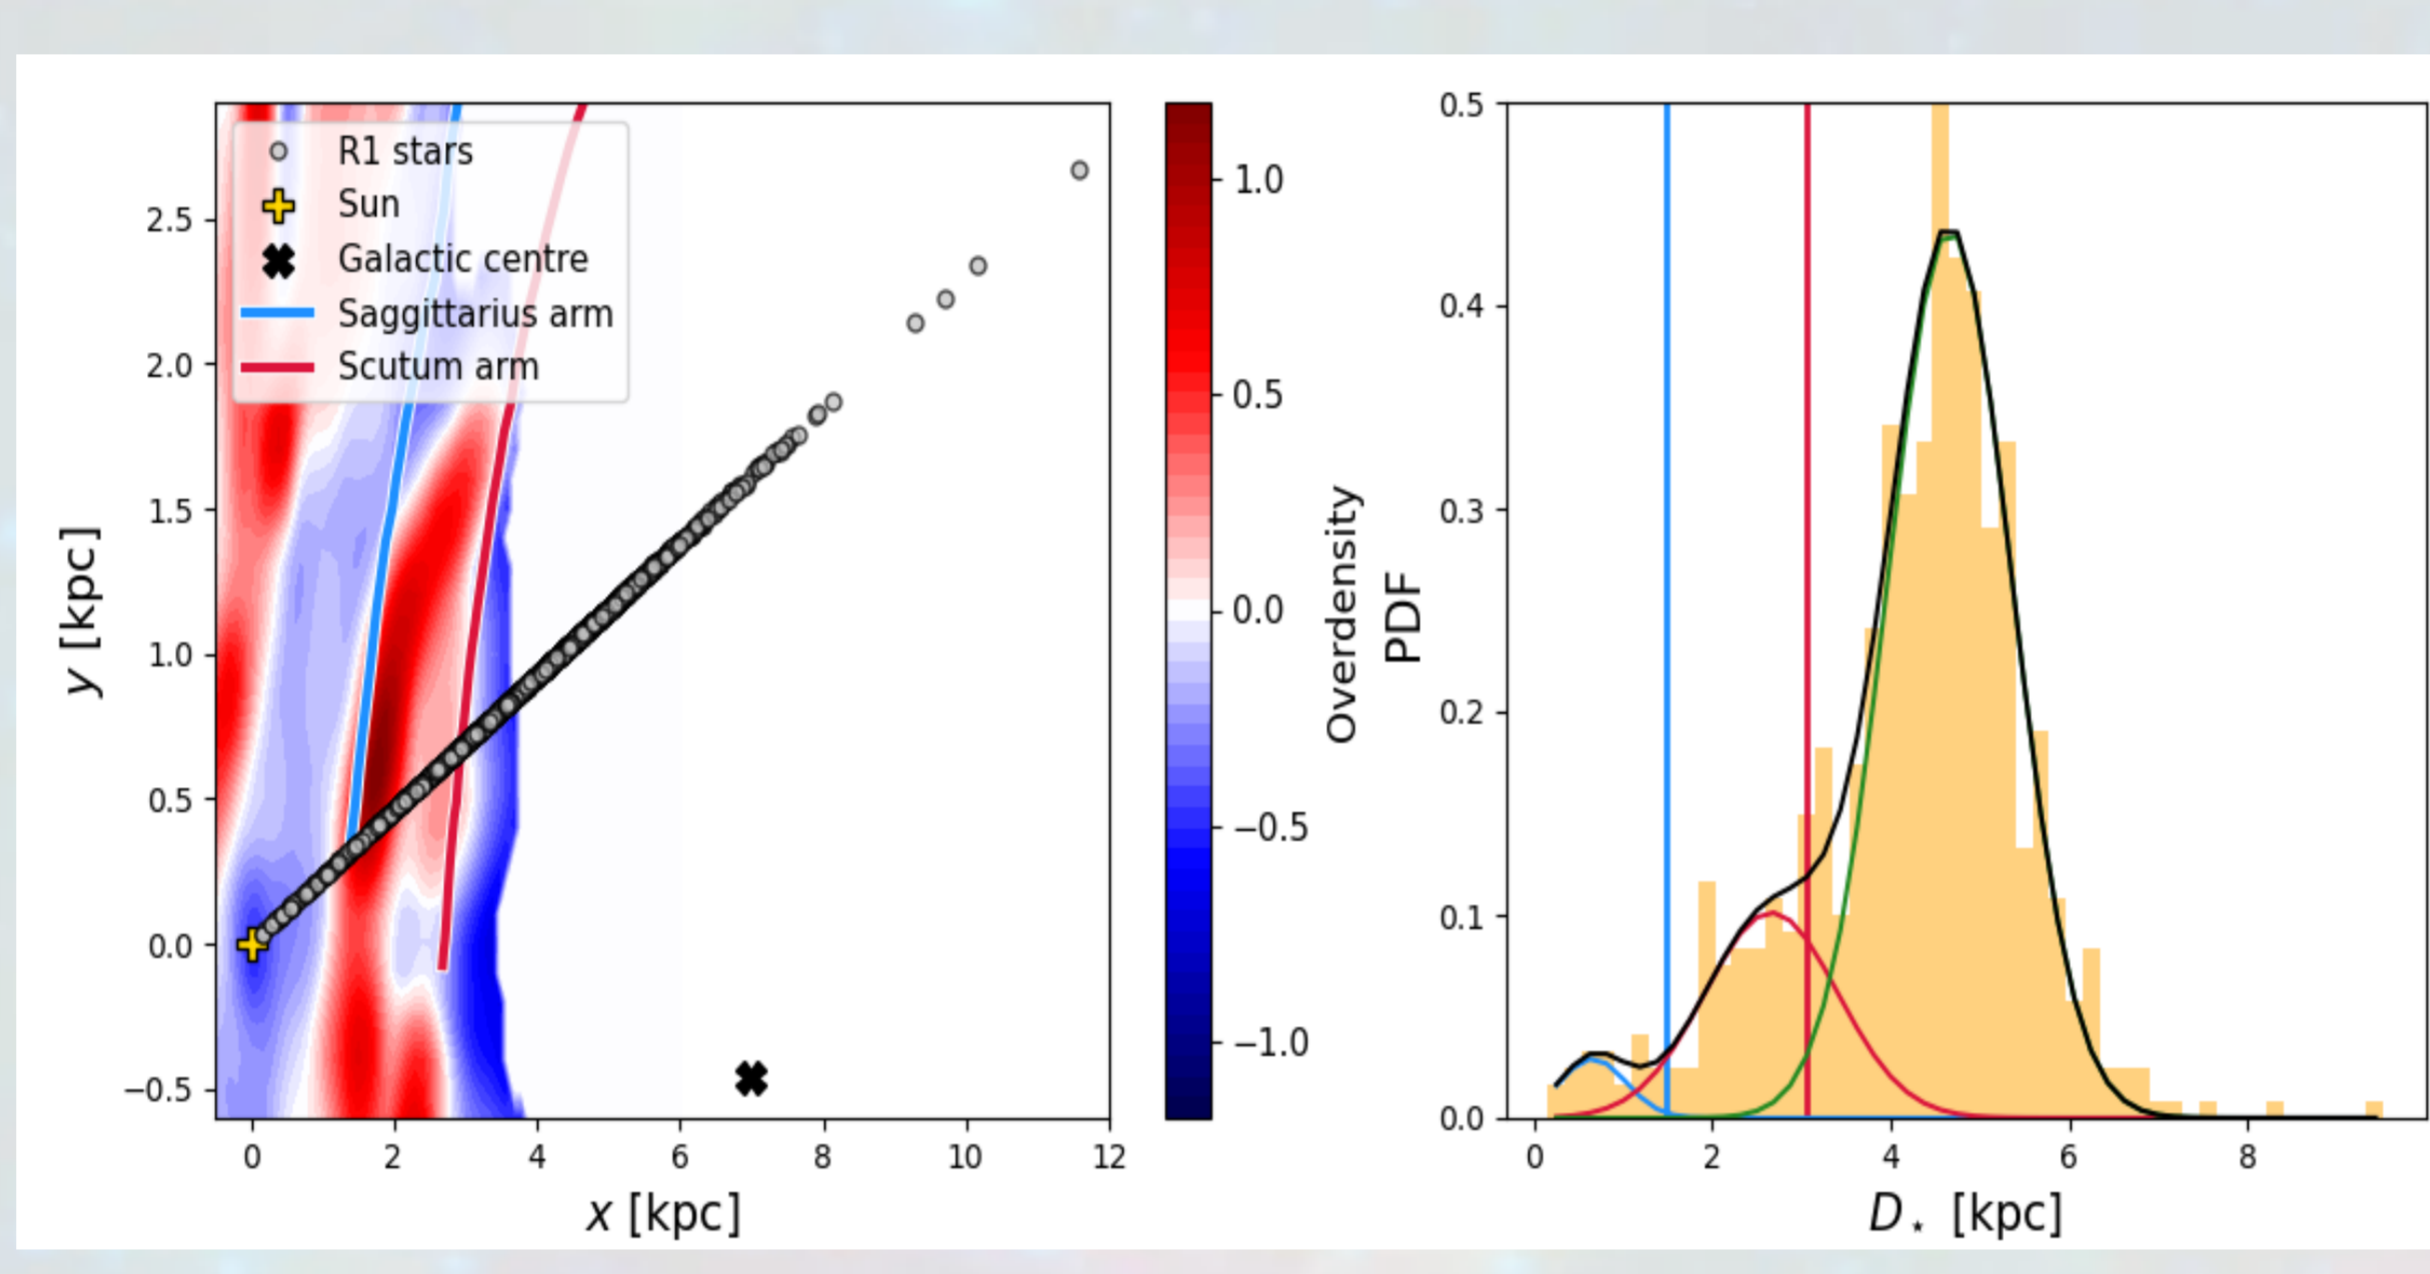 R1 stars
Sun
Galactic centre
Saggittarius arm
Scutum arm
2.5
2.0
1.5
1.0
0.5
0.0
−0.5
y [kpc]
0 2 4 6 8 10 12
x [kpc]
1.0
0.5
0.0
−0.5
−1.0
Overdensity
0.5
0.4
0.3
0.2
0.1
0.0
PDF
0 2 4 6 8
D⋆ [kpc]